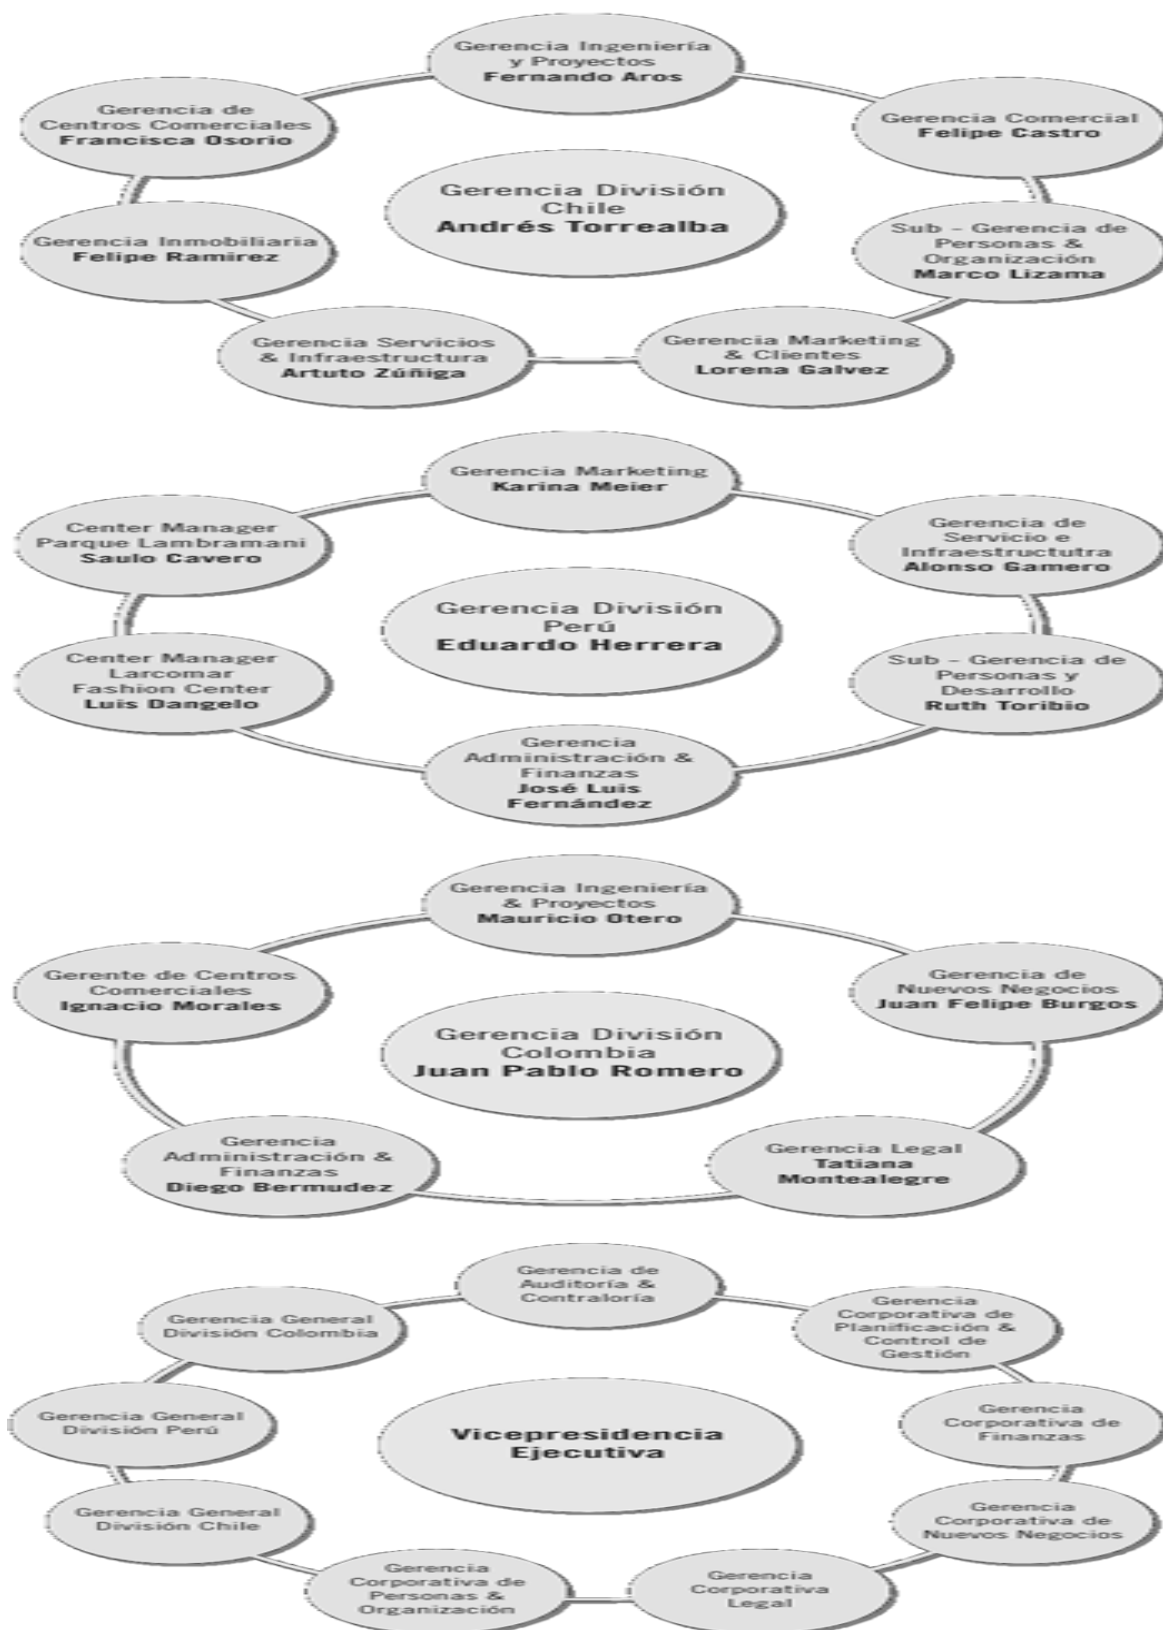 Gerencia Ingeniería
y Proyectos
Fernando Aros
Gerencia de
Centros Comerciales
Francisca Osorio
Gerencia Comercial
Felipe Castro
Gerencia División
Chile
Andrés Torrealba
Gerencia Inmobiliaria
Felipe Ramirez
Sub - Gerencia de
Personas &
Organización
Marco Lizama
Gerencia Servicios
& Infraestructura
Artuto Zúñiga
Gerencia Marketing
& Clientes
Lorena Galvez
Gerencia Marketing
Karina Meier
Center Manager
Parque Lambramani
Saulo Cavero
Gerencia de
Servicio e
Infraestructutra
Alonso Gamero
Gerencia División
Perú
Eduardo Herrera
Center Manager
Larcomar
Fashion Center
Luis Dangelo
Sub - Gerencia de
Personas y
Desarrollo
Ruth Toribio
Gerencia
Administración &
Finanzas
José Luis
Fernández
Gerencia Ingeniería
& Proyectos
Mauricio Otero
Gerente de Centros
Comerciales
Ignacio Morales
Gerencia de
Nuevos Negocios
Juan Felipe Burgos
Gerencia División
Colombia
Juan Pablo Romero
Gerencia
Administración &
Finanzas
Diego Bermudez
Gerencia Legal
Tatiana
Montealegre
Gerencia de
Auditoría &
Contraloría
Gerencia General
División Colombia
Gerencia
Corporativa de
Planificación &
Control de
Gestión
Gerencia General
División Perú
Gerencia
Corporativa de
Finanzas
Vicepresidencia
Ejecutiva
Gerencia General
División Chile
Gerencia
Corporativa de
Nuevos Negocios
Gerencia
Corporativa de
Personas &
Organización
Gerencia
Corporativa
Legal